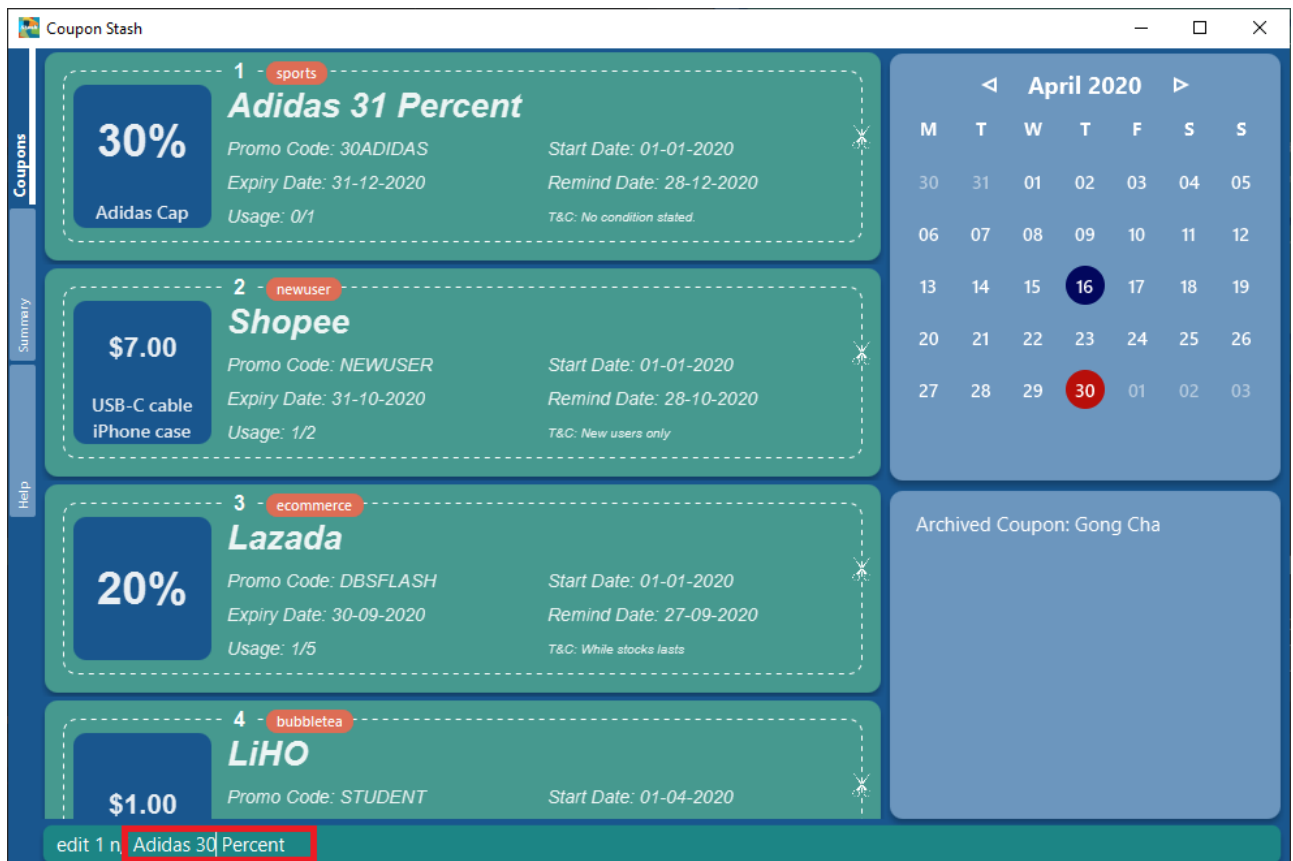 Coupon Stash
Coupons
Summary
Help
1 sports
Adidas 31 Percent
30%
Adidas Cap
Promo Code: 30ADIDAS Start Date: 01-01-2020
Expiry Date: 31-12-2020 Remind Date: 28-12-2020
Usage: 0/1 T&C: No condition stated.
2 newuser
Shopee
$7.00
USB-C cable
iPhone case
Promo Code: NEWUSER Start Date: 01-01-2020
Expiry Date: 31-10-2020 Remind Date: 28-10-2020
Usage: 1/2 T&C: New users only
3 ecommerce
Lazada
20%
Promo Code: DBSFLASH Start Date: 01-01-2020
Expiry Date: 30-09-2020 Remind Date: 27-09-2020
Usage: 1/5 T&C: While stocks lasts
4 bubbletea
LiHO
$1.00
Promo Code: STUDENT Start Date: 01-04-2020
edit 1 n/ Adidas 30 Percent
April 2020
M T W T F S S
30 31 01 02 03 04 05
06 07 08 09 10 11 12
13 14 15 16 17 18 19
20 21 22 23 24 25 26
27 28 29 30 01 02 03
Archived Coupon: Gong Cha